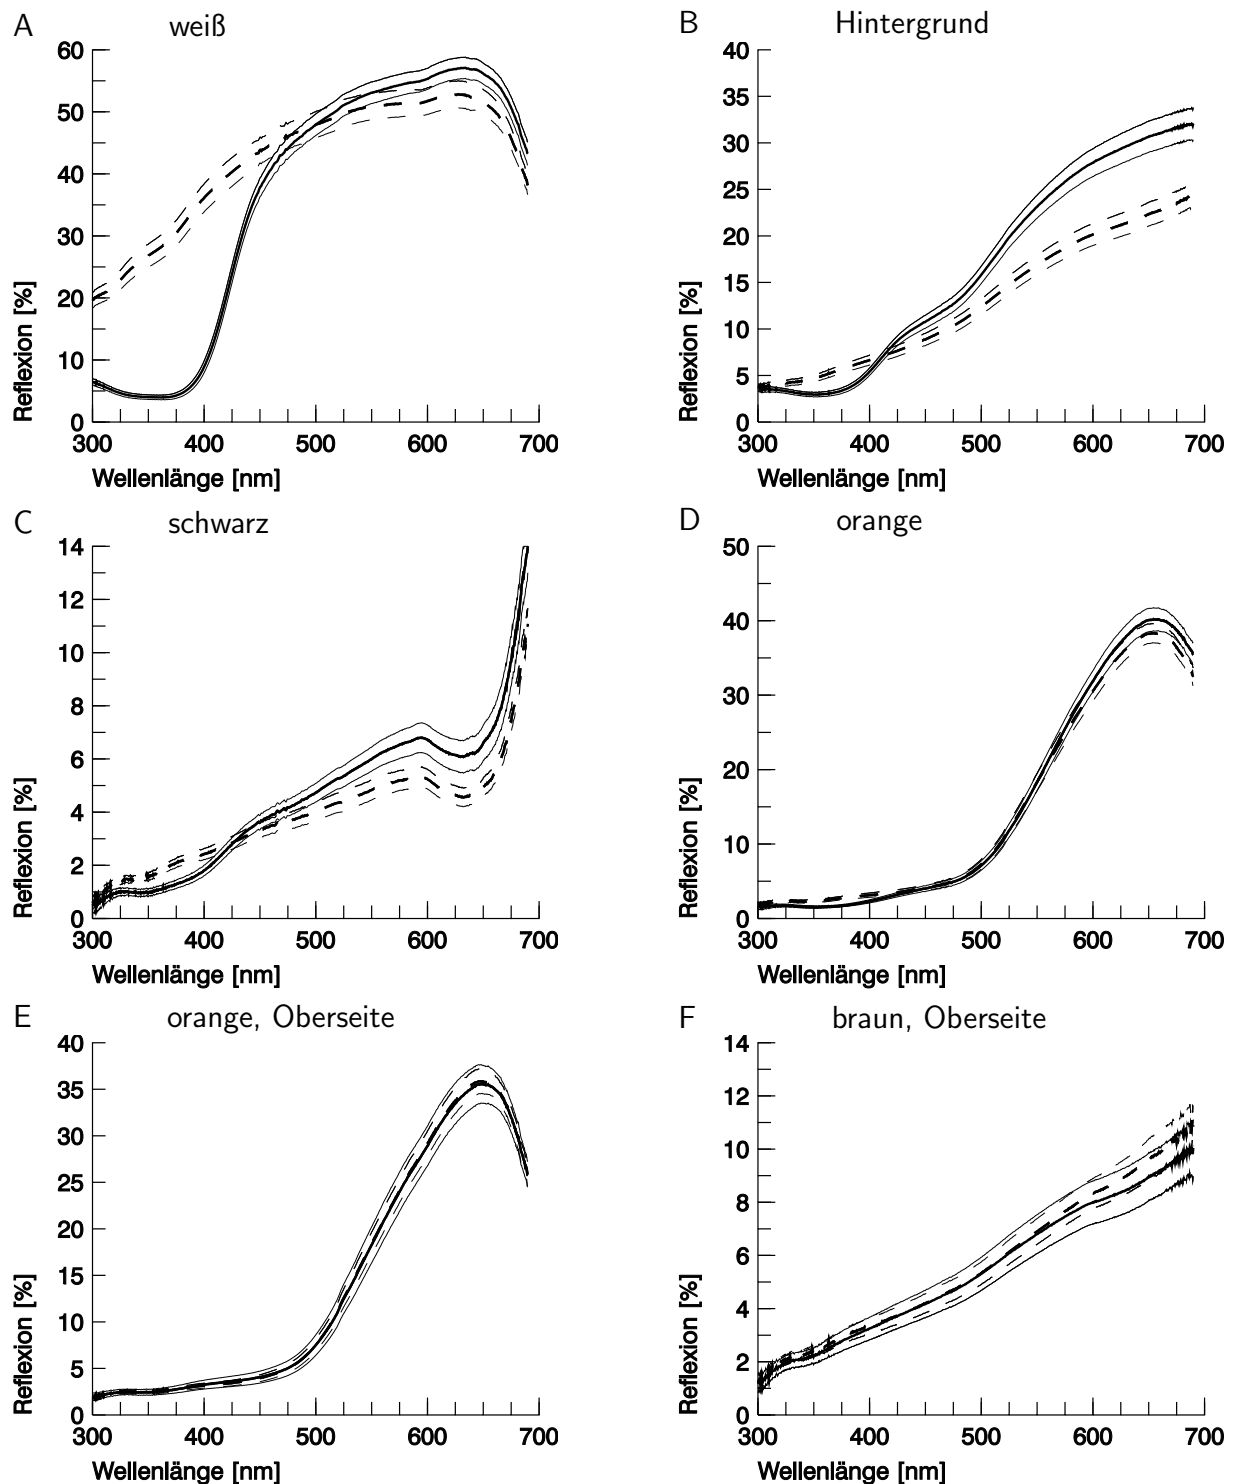 A weiß
60
50
40
30
20
10
0
Reflexion [%]
300 400 500 600 700
Wellenlänge [nm]
B Hintergrund
40
35
30
25
20
15
10
5
0
Reflexion [%]
300 400 500 600 700
Wellenlänge [nm]
C schwarz
14
12
10
8
6
4
2
0
Reflexion [%]
300 400 500 600 700
Wellenlänge [nm]
D orange
50
40
30
20
10
0
Reflexion [%]
300 400 500 600 700
Wellenlänge [nm]
E orange, Oberseite
40
35
30
25
20
15
10
5
0
Reflexion [%]
300 400 500 600 700
Wellenlänge [nm]
F braun, Oberseite
14
12
10
8
6
4
2
0
Reflexion [%]
300 400 500 600 700
Wellenlänge [nm]